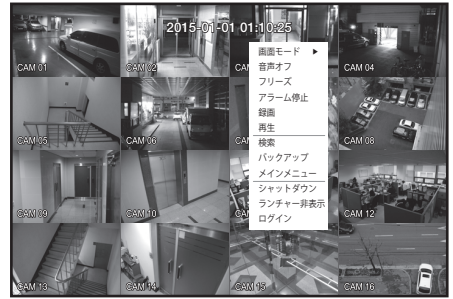 2015-01-01 01:10:25
CAM 01
CAM 02
CAM 04
CAM 05
CAM 06
CAM 08
CAM 09
CAM 10
CAM 12
CAM 13
CAM 14
CAM 15
CAM 16
画面モード ▶
音声オフ
フリーズ
アラーム停止
録画
再生
検索
バックアップ
メインメニュー
シャットダウン
ランチャー非表示
ログイン